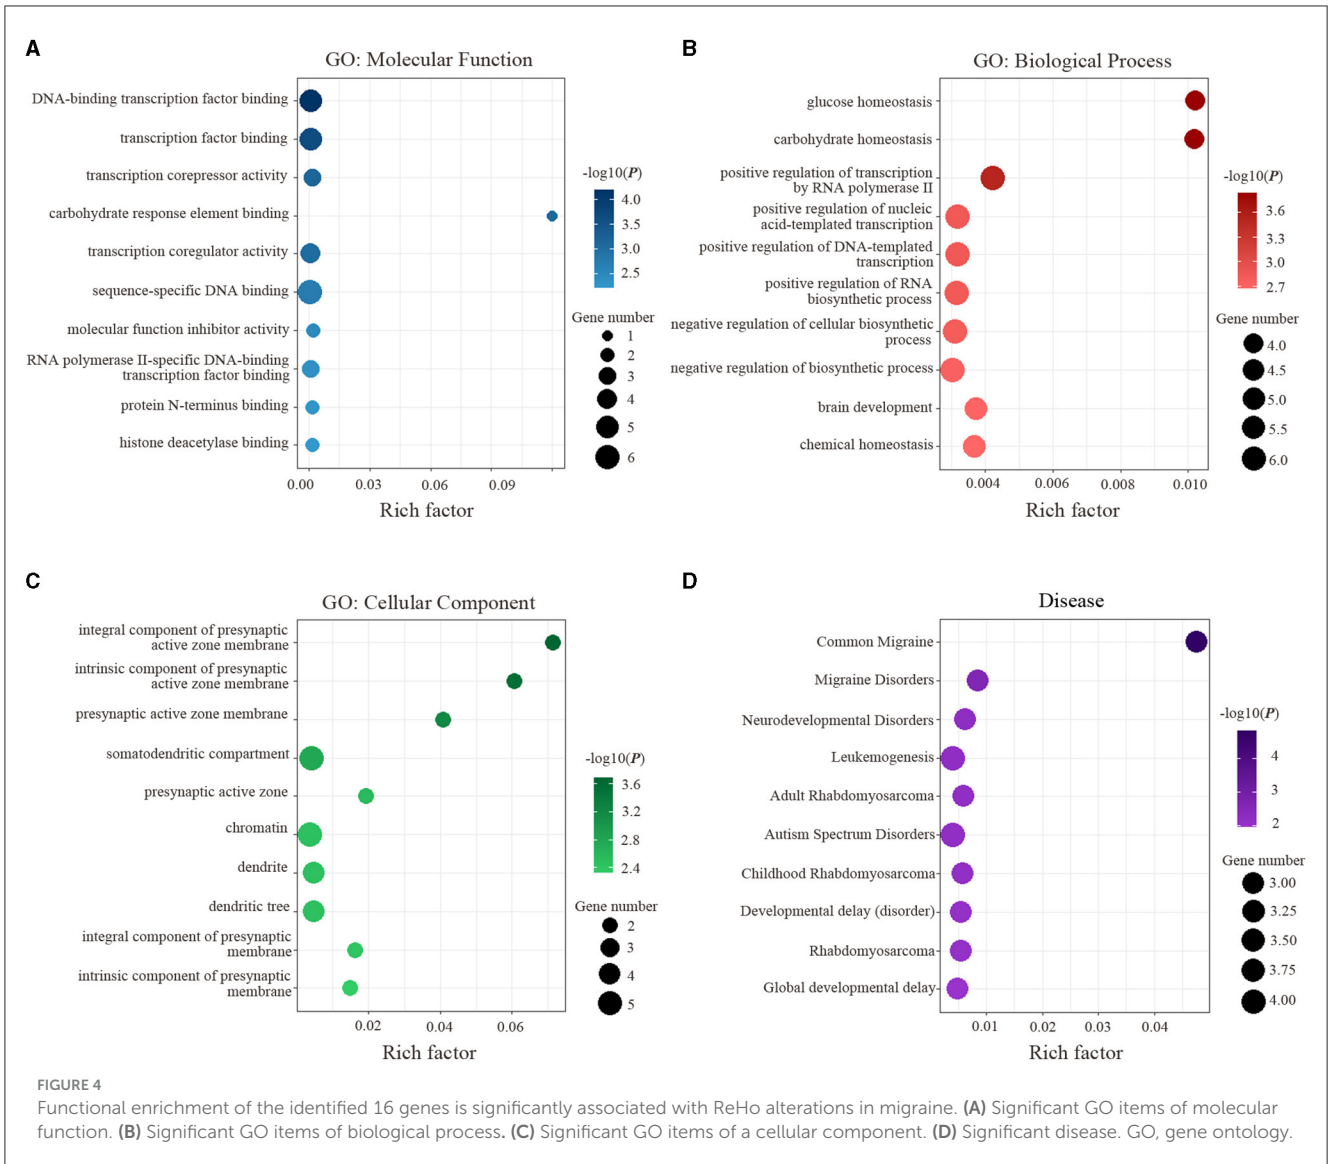 A
GO: Molecular Function
DNA-binding transcription factor binding
transcription factor binding
transcription corepressor activity
carbohydrate response element binding
transcription coregulator activity
sequence-specific DNA binding
molecular function inhibitor activity
RNA polymerase II-specific DNA-binding
transcription factor binding
protein N-terminus binding
histone deacetylase binding
0.00 0.03 0.06 0.09
Rich factor
-log10(P)
4.0
3.5
3.0
2.5
Gene number
1
2
3
4
5
6
B
GO: Biological Process
glucose homeostasis
carbohydrate homeostasis
positive regulation of transcription
by RNA polymerase II
positive regulation of nucleic
acid-templated transcription
positive regulation of DNA-templated
transcription
positive regulation of RNA
biosynthetic process
negative regulation of cellular biosynthetic
process
negative regulation of biosynthetic process
brain development
chemical homeostasis
0.004 0.006 0.008 0.010
Rich factor
-log10(P)
3.6
3.3
3.0
2.7
Gene number
4.0
4.5
5.0
5.5
6.0
C
GO: Cellular Component
integral component of presynaptic
active zone membrane
intrinsic component of presynaptic
active zone membrane
presynaptic active zone membrane
somatodendritic compartment
presynaptic active zone
chromatin
dendrite
dendritic tree
integral component of presynaptic
membrane
intrinsic component of presynaptic
membrane
0.02 0.04 0.06
Rich factor
-log10(P)
3.6
3.2
2.8
2.4
Gene number
2
3
4
5
D
Disease
Common Migraine
Migraine Disorders
Neurodevelopmental Disorders
Leukemogenesis
Adult Rhabdomyosarcoma
Autism Spectrum Disorders
Childhood Rhabdomyosarcoma
Developmental delay (disorder)
Rhabdomyosarcoma
Global developmental delay
0.01 0.02 0.03 0.04
Rich factor
-log10(P)
4
3
2
Gene number
3.00
3.25
3.50
3.75
4.00
FIGURE 4
Functional enrichment of the identified 16 genes is significantly associated with ReHo alterations in migraine. (A) Significant GO items of molecular
function. (B) Significant GO items of biological process. (C) Significant GO items of a cellular component. (D) Significant disease. GO, gene ontology.